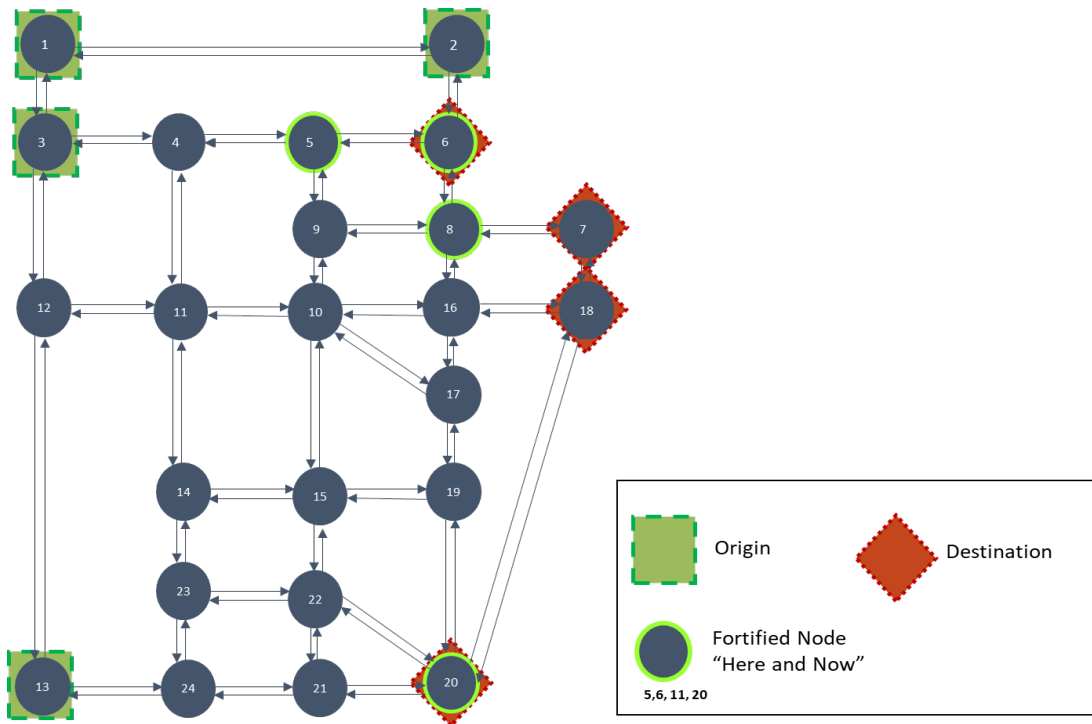 1 2
3 4 5 6
9 8 7
12 11 10 16 18
17
14 15 19
23 22
13 24 21 20
Origin Destination
Fortified Node
“Here and Now”
5,6, 11, 20